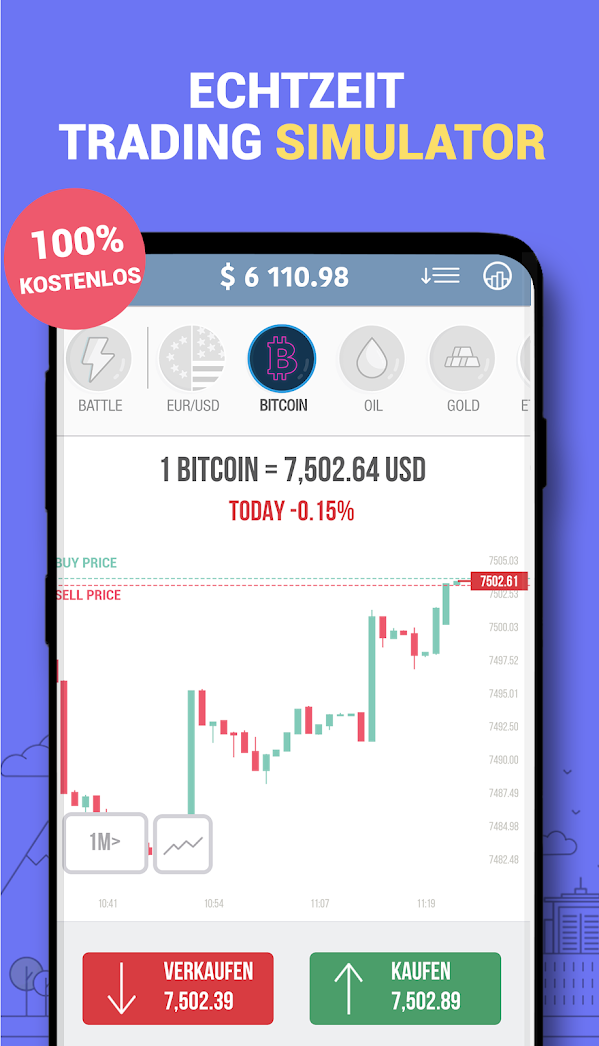 ECHTZEIT
TRADING SIMULATOR
100%
KOSTENLOS
$ 6 110.98
BATTLE
EUR/USD
BITCOIN
OIL
GOLD
1 BITCOIN = 7,502.64 USD
TODAY -0.15%
BUY PRICE
SELL PRICE
7505.03
7502.61
7502.53
7500.03
7497.52
7495.01
7492.50
7490.00
7487.49
7484.98
7482.48
1M>
10:41
10:54
11:07
11:19
VERKAUFEN
7,502.39
KAUFEN
7,502.89